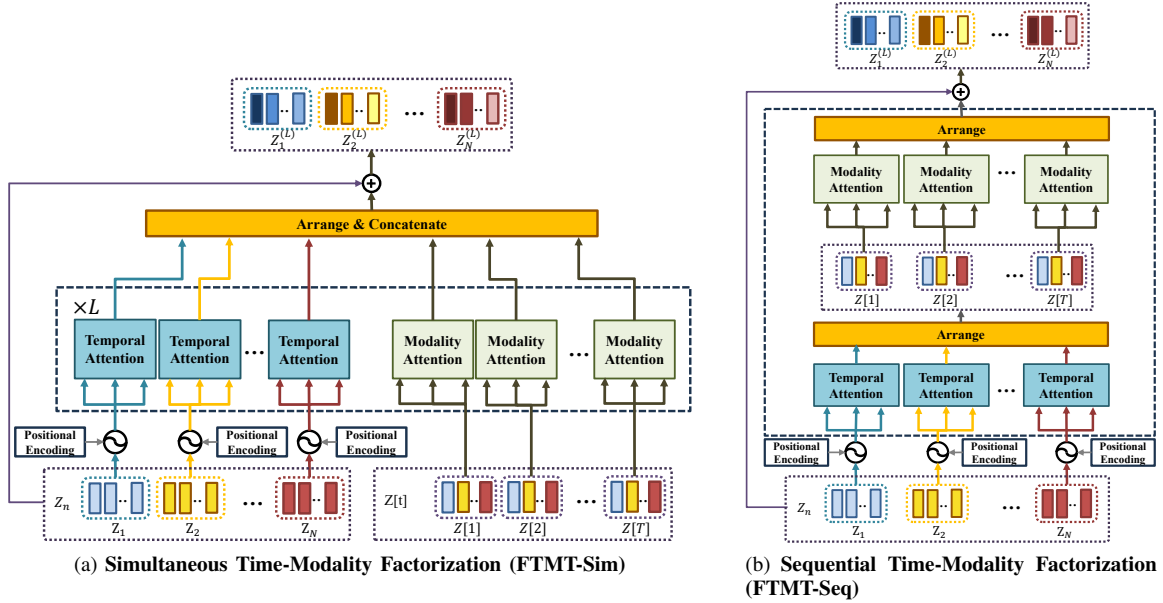 Z_1^{(L)} Z_2^{(L)} ... Z_N^{(L)}
Arrange & Concatenate
×L
Temporal Attention Temporal Attention ... Temporal Attention Modality Attention Modality Attention ... Modality Attention
Positional Encoding Positional Encoding Positional Encoding
Z_n Z_1 Z_2 ... Z_N
Z[t] Z[1] Z[2] ... Z[T]
(a) Simultaneous Time-Modality Factorization (FTMT-Sim)
Z_1^{(L)} Z_2^{(L)} ... Z_N^{(L)}
Arrange
Modality Attention Modality Attention ... Modality Attention
Z[1] Z[2] ... Z[T]
Arrange
Temporal Attention Temporal Attention ... Temporal Attention
Positional Encoding Positional Encoding Positional Encoding
Z_n Z_1 Z_2 ... Z_N
(b) Sequential Time-Modality Factorization
(FTMT-Seq)